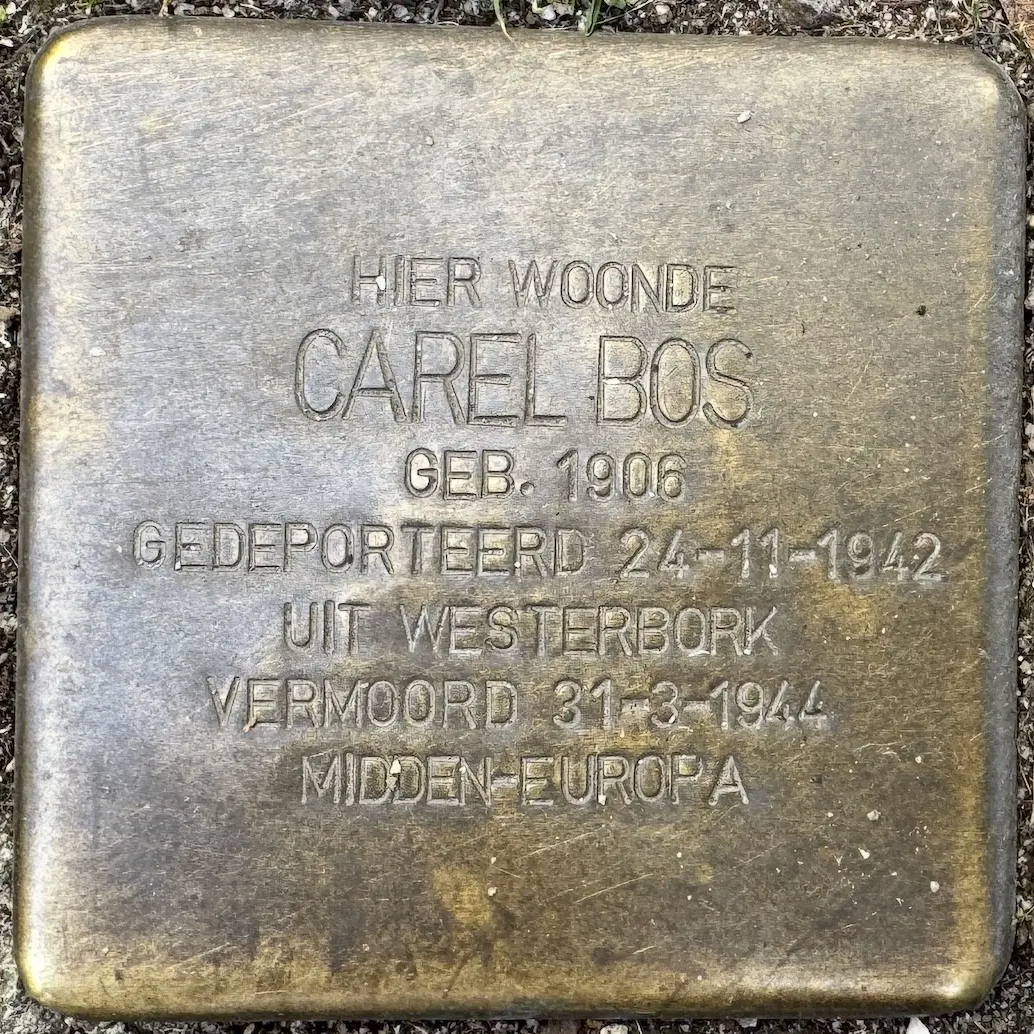 HIER WOONDE
CAREL BOS
GEB. 1906
GEDEPORTEERD 24-11-1942
UIT WESTERBORK
VERMOORD 31-3-1944
MIDDEN-EUROPA